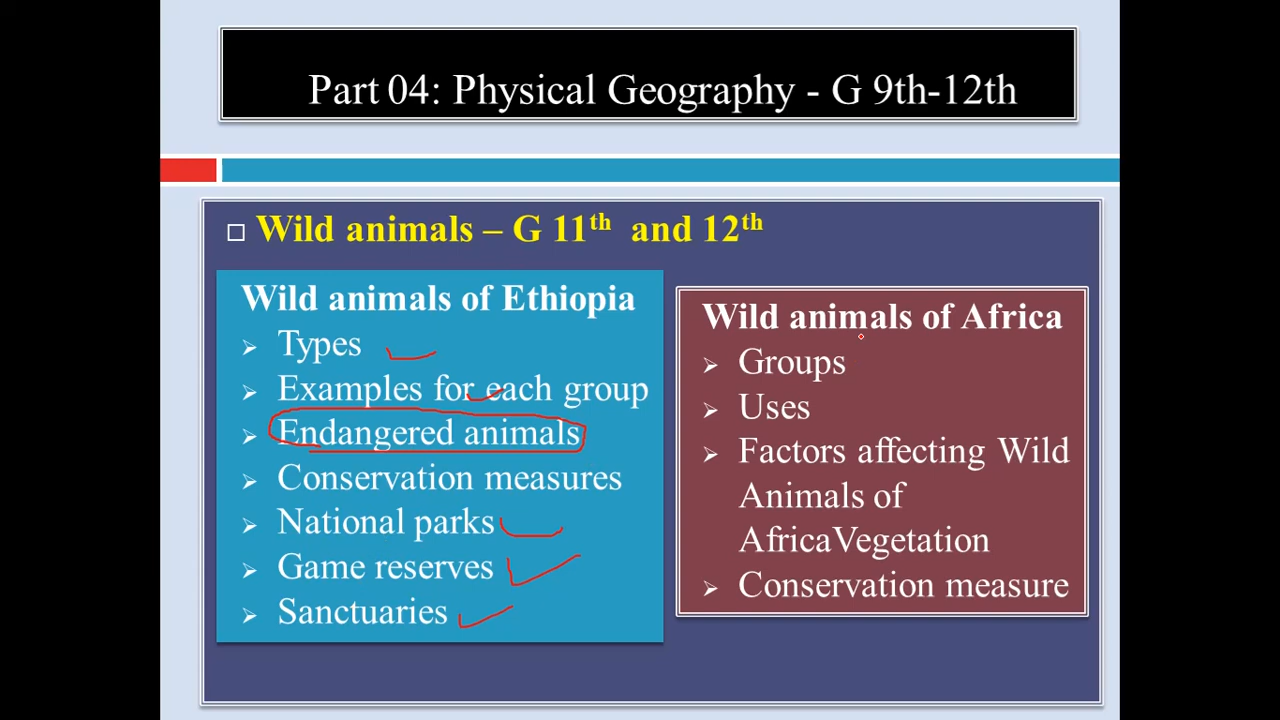 Part 04: Physical Geography - G 9th-12th
Wild animals – G 11th and 12th
Wild animals of Ethiopia
Types
Examples for each group
Endangered animals
Conservation measures
National parks
Game reserves
Sanctuaries
Wild animals of Africa
Groups
Uses
Factors affecting Wild
Animals of
AfricaVegetation
Conservation measure